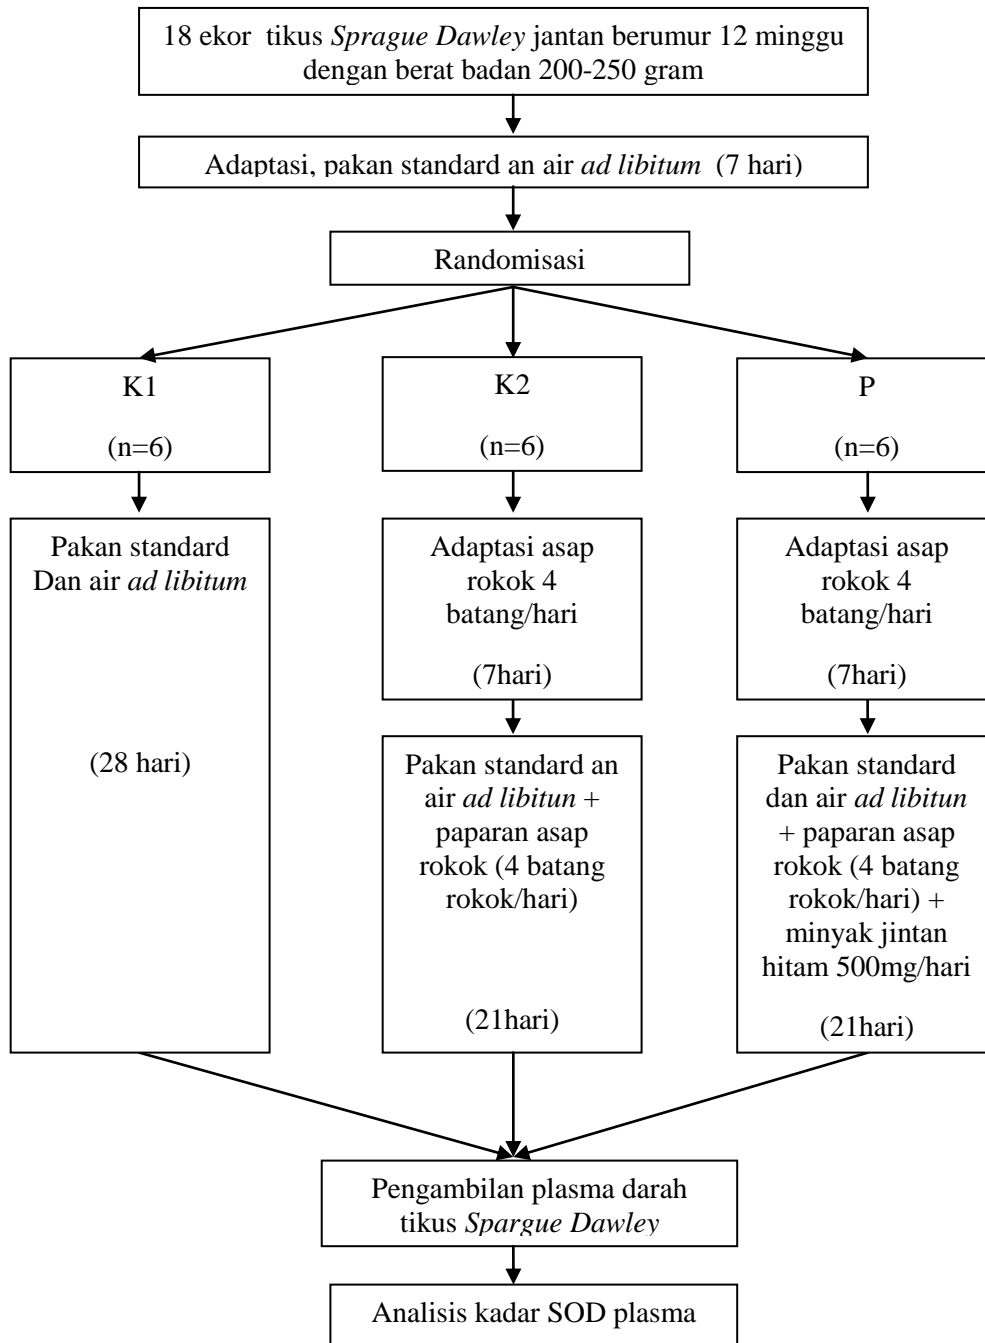 18 ekor tikus Sprague Dawley jantan berumur 12 minggu
dengan berat badan 200-250 gram
Adaptasi, pakan standard an air ad libitum (7 hari)
Randomisasi
K1
(n=6)
K2
(n=6)
P
(n=6)
Pakan standard
Dan air ad libitum
(28 hari)
Adaptasi asap
rokok 4
batang/hari
(7hari)
Adaptasi asap
rokok 4
batang/hari
(7hari)
Pakan standard an
air ad libitun +
paparan asap
rokok (4 batang
rokok/hari)
(21hari)
Pakan standard
dan air ad libitun
+ paparan asap
rokok (4 batang
rokok/hari) +
minyak jintan
hitam 500mg/hari
(21hari)
Pengambilan plasma darah
tikus Spargue Dawley
Analisis kadar SOD plasma